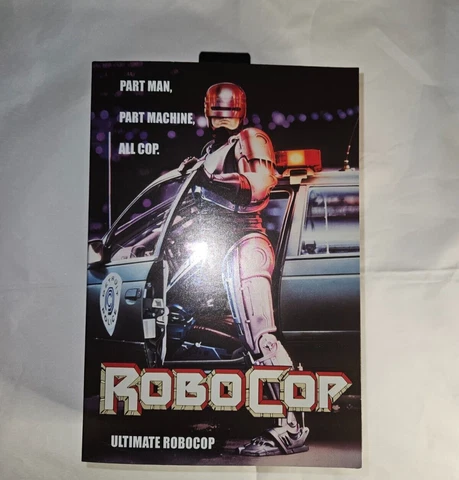 PART MAN,
PART MACHINE,
ALL COP.
ROBOCOP
ULTIMATE ROBOCOP